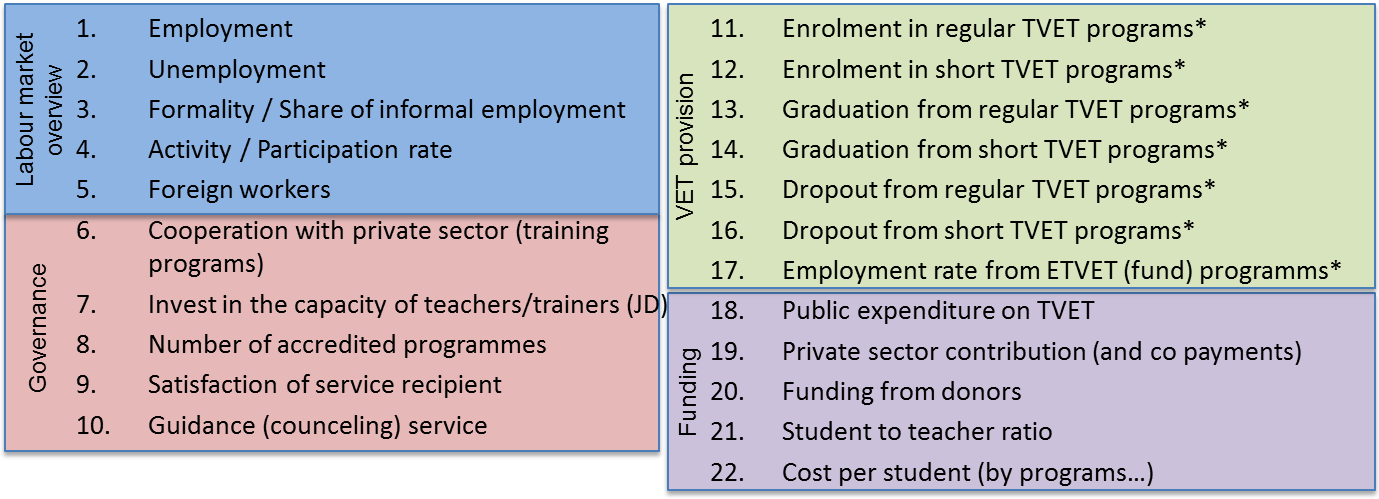 Labour market
overview
1. Employment
2. Unemployment
3. Formality / Share of informal employment
4. Activity / Participation rate
5. Foreign workers
Governance
6. Cooperation with private sector (training
programs)
7. Invest in the capacity of teachers/trainers (JD)
8. Number of accredited programmes
9. Satisfaction of service recipient
10. Guidance (counceling) service
VET provision
11. Enrolment in regular TVET programs*
12. Enrolment in short TVET programs*
13. Graduation from regular TVET programs*
14. Graduation from short TVET programs*
15. Dropout from regular TVET programs*
16. Dropout from short TVET programs*
17. Employment rate from ETVET (fund) programms*
Funding
18. Public expenditure on TVET
19. Private sector contribution (and co payments)
20. Funding from donors
21. Student to teacher ratio
22. Cost per student (by programs...)